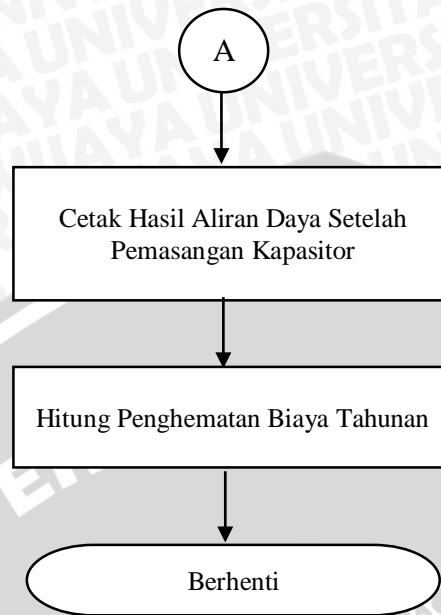 A
Cetak Hasil Aliran Daya Setelah
Pemasangan Kapasitor
Hitung Penghematan Biaya Tahunan
Berhenti